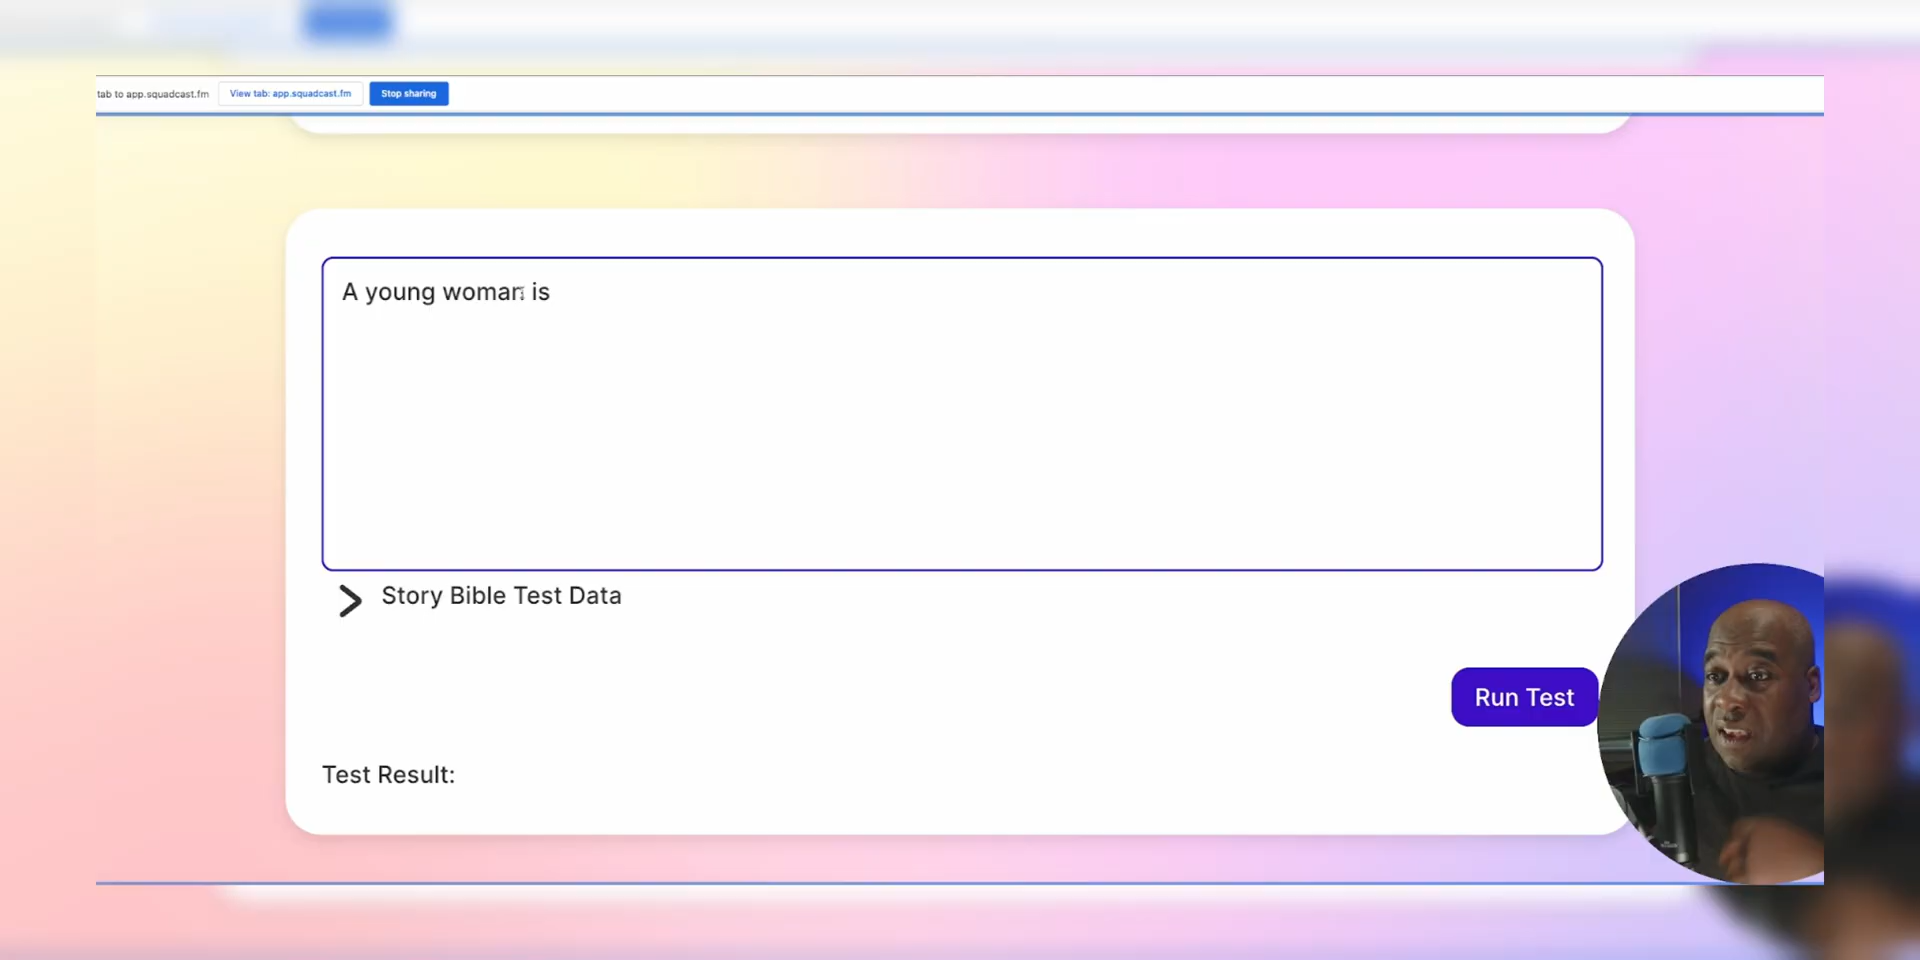 tab to app.squadcast.fm View tab: app.squadcast.fm Stop sharing
A young woman is
Story Bible Test Data
Run Test
Test Result: